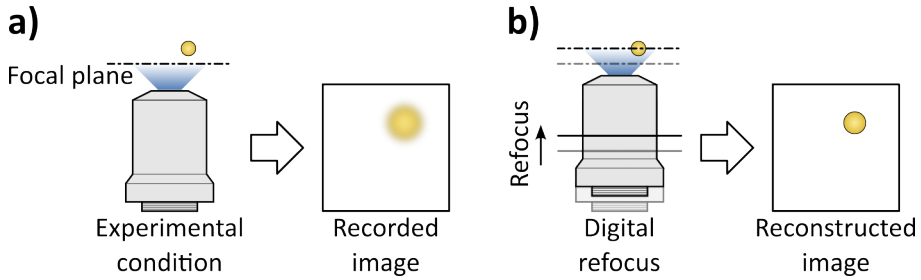 a)
Focal plane
Experimental
condition
Recorded
image
b)
Refocus
Digital
refocus
Reconstructed
image